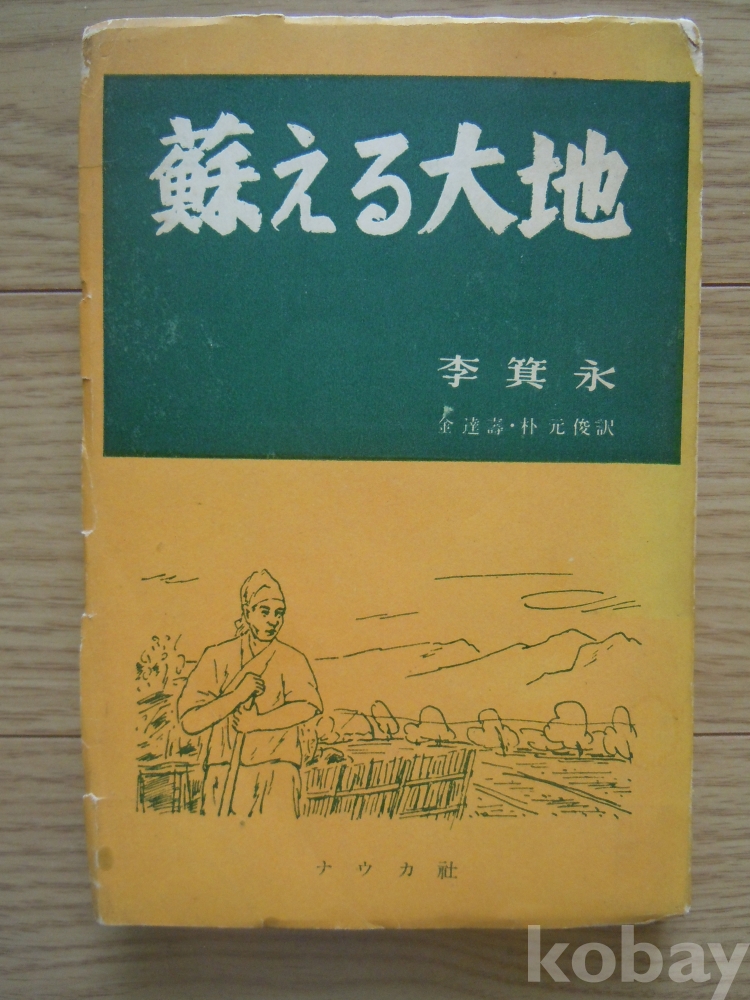 蘇える大地
李箕永
金達壽・朴元俊訳
ナウカ社
kobay